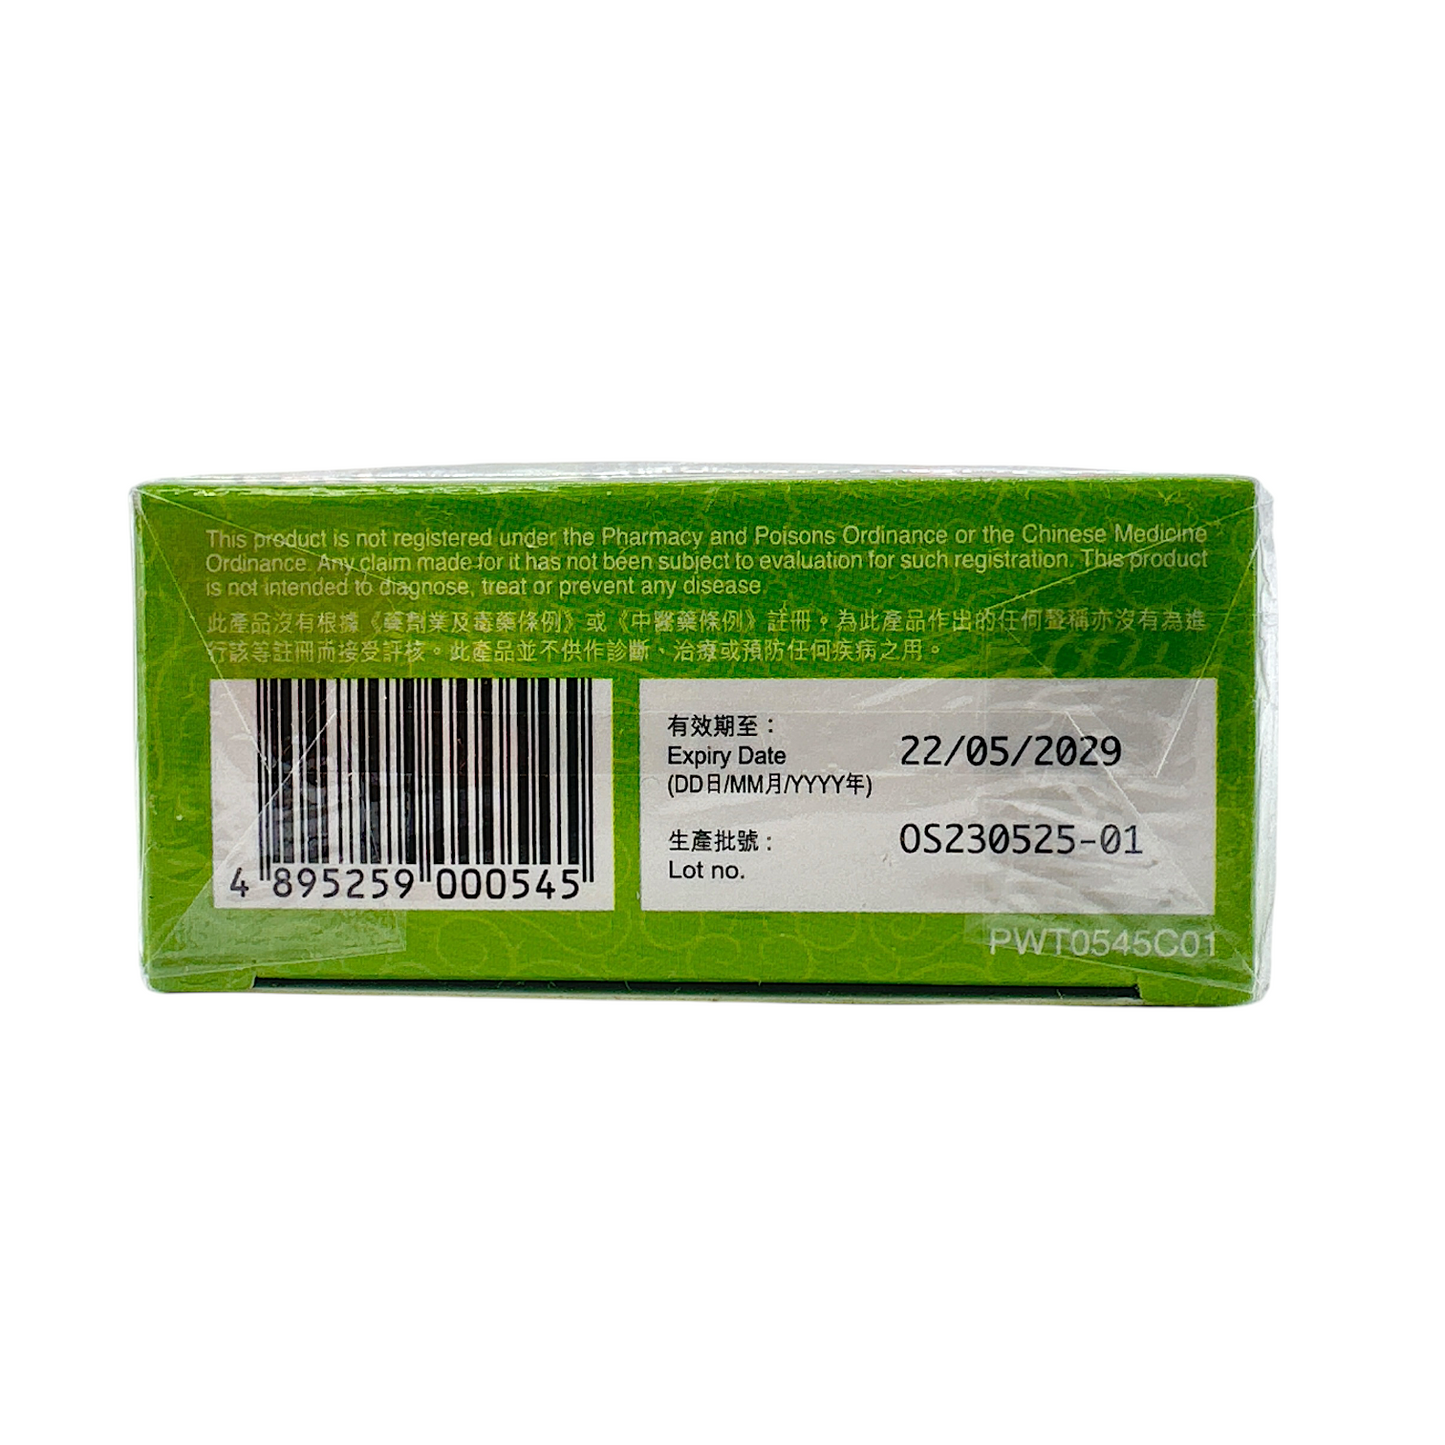 This product is not registered under the Pharmacy and Poisons Ordinance or the Chinese Medicine
Ordinance. Any claim made for it has not been subject to evaluation for such registration. This product
is not intended to diagnose, treat or prevent any disease.
此產品沒有根據《藥劑業及毒藥條例》或《中醫藥條例》註冊。為此產品作出的任何聲稱亦沒有為進
行該等註冊而接受評核。此產品並不供作診斷、治療或預防任何疾病之用。
4 895259 000545
有效期至：
Expiry Date
(DD日/MM月/YYYY年)
22/05/2029
生產批號：
Lot no.
OS230525-01
PWT0545C01